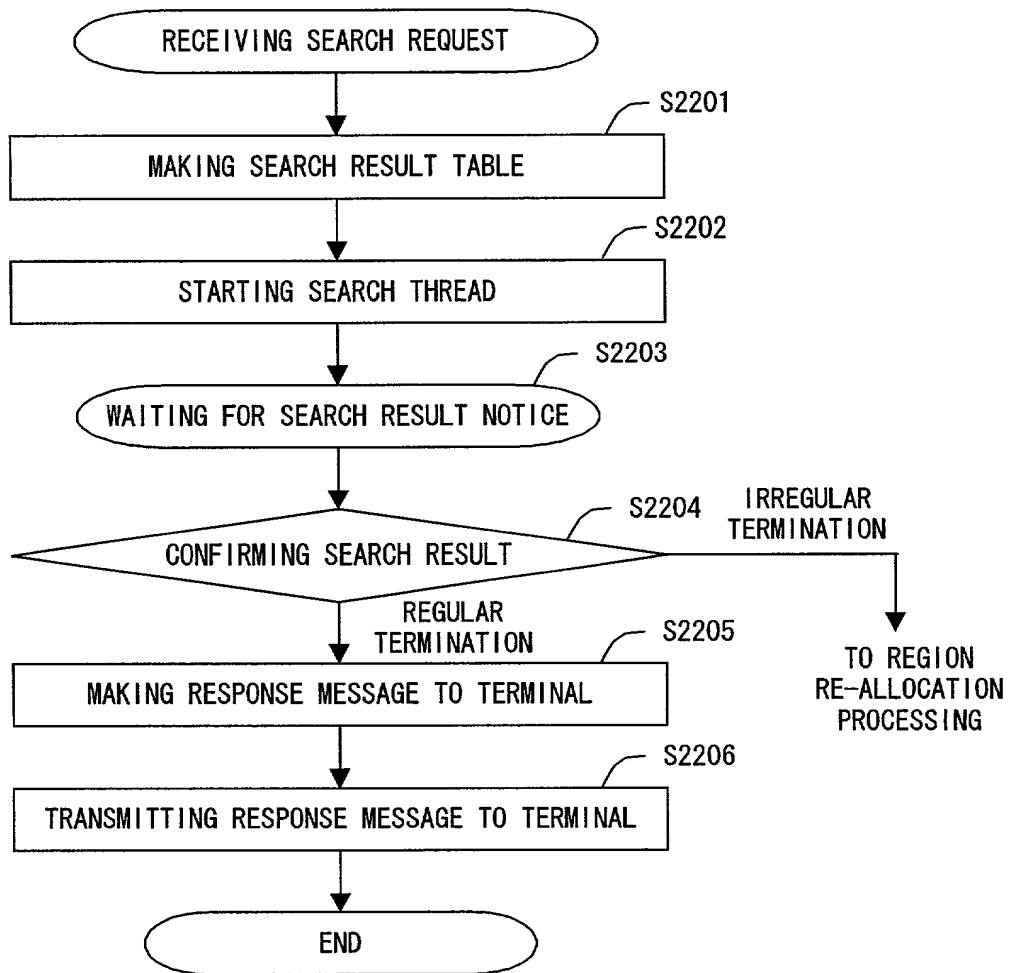 RECEIVING SEARCH REQUEST
S2201
MAKING SEARCH RESULT TABLE
S2202
STARTING SEARCH THREAD
S2203
WAITING FOR SEARCH RESULT NOTICE
S2204
IRREGULAR
TERMINATION
CONFIRMING SEARCH RESULT
REGULAR
TERMINATION
S2205
TO REGION
RE-ALLOCATION
PROCESSING
MAKING RESPONSE MESSAGE TO TERMINAL
S2206
TRANSMITTING RESPONSE MESSAGE TO TERMINAL
END